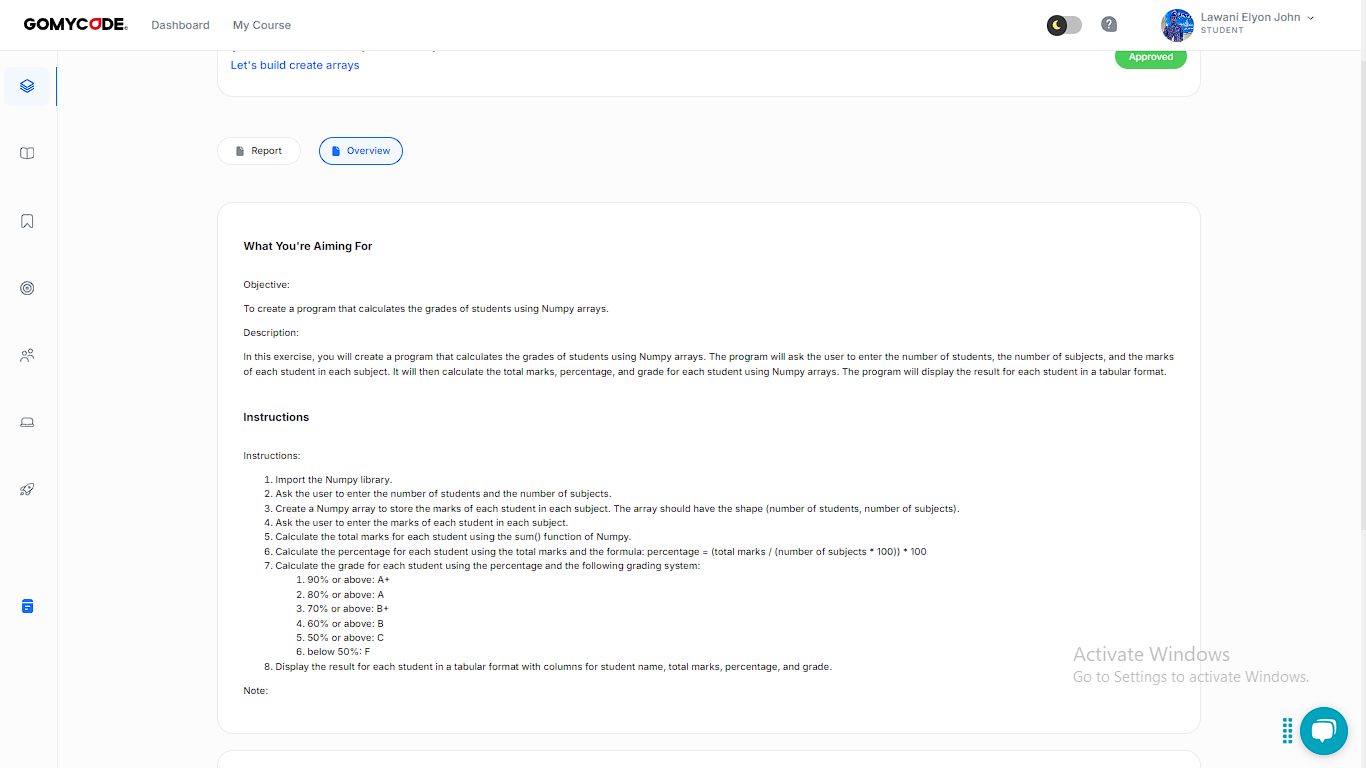 GOMYCODE
Dashboard
My Course
Lawani Elyon John
STUDENT
Let's build create arrays
Approved
Report
Overview
What You're Aiming For
Objective:
To create a program that calculates the grades of students using Numpy arrays.
Description:
In this exercise, you will create a program that calculates the grades of students using Numpy arrays. The program will ask the user to enter the number of students, the number of subjects, and the marks
of each student in each subject. It will then calculate the total marks, percentage, and grade for each student using Numpy arrays. The program will display the result for each student in a tabular format.
Instructions
Instructions:
1. Import the Numpy library.
2. Ask the user to enter the number of students and the number of subjects.
3. Create a Numpy array to store the marks of each student in each subject. The array should have the shape (number of students, number of subjects).
4. Ask the user to enter the marks of each student in each subject.
5. Calculate the total marks for each student using the sum() function of Numpy.
6. Calculate the percentage for each student using the total marks and the formula: percentage = (total marks / (number of subjects * 100)) * 100
7. Calculate the grade for each student using the percentage and the following grading system:
1. 90% or above: A+
2. 80% or above: A
3. 70% or above: B+
4. 60% or above: B
5. 50% or above: C
6. below 50%: F
8. Display the result for each student in a tabular format with columns for student name, total marks, percentage, and grade.
Note:
Activate Windows
Go to Settings to activate Windows.